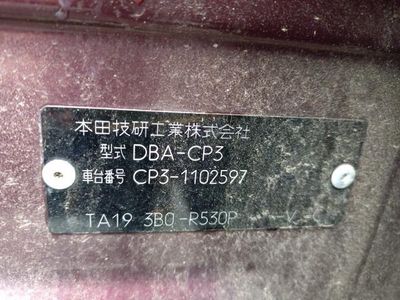 本田技研工業株式会社
型式 DBA-CP3
車台番号 CP3-1102597
TA19 3B0-R530P